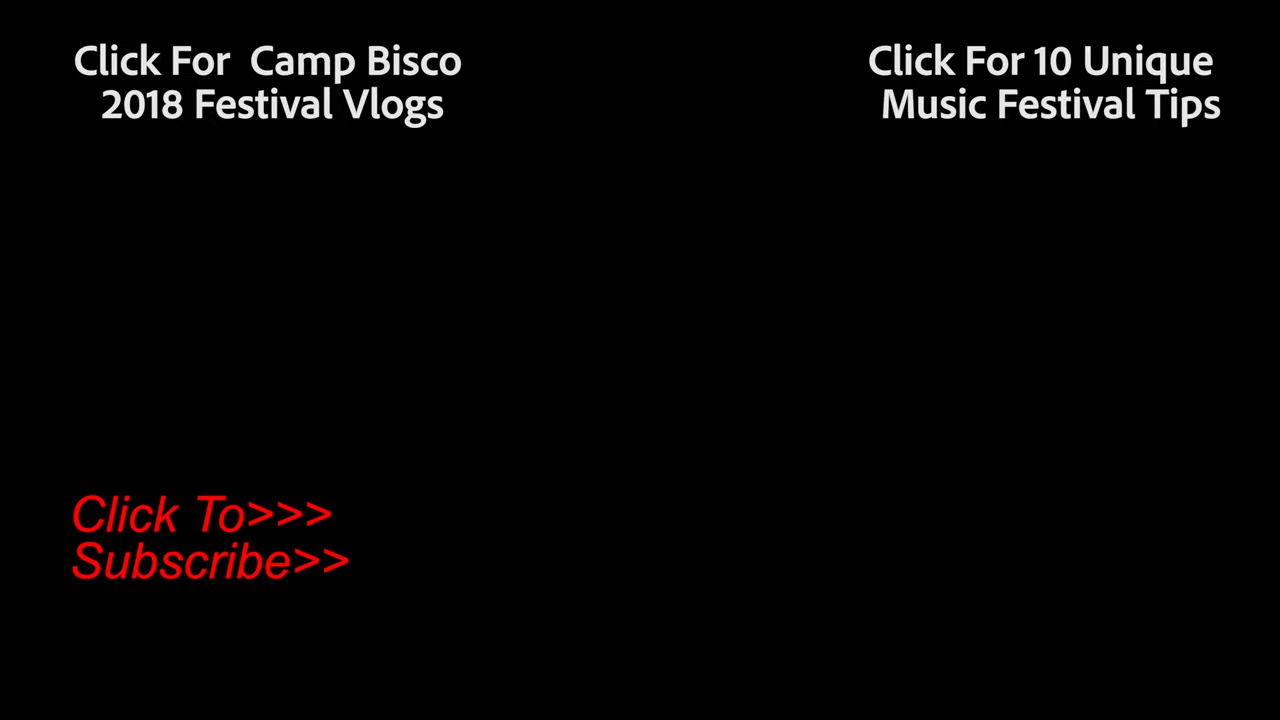 Click For  Camp Bisco
2018 Festival Vlogs
Click For 10 Unique
Music Festival Tips
Click To>>>
Subscribe>>